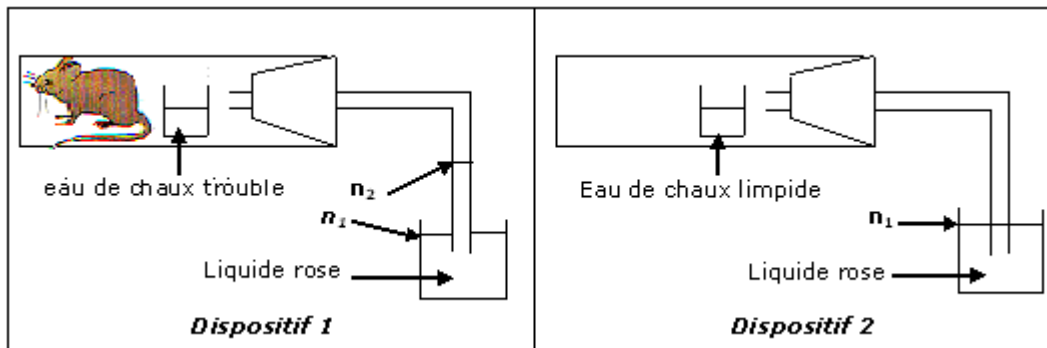 eau de chaux trouble
n₂
n₁
Liquide rose
Dispositif 1
Eau de chaux limpide
n₁
Liquide rose
Dispositif 2